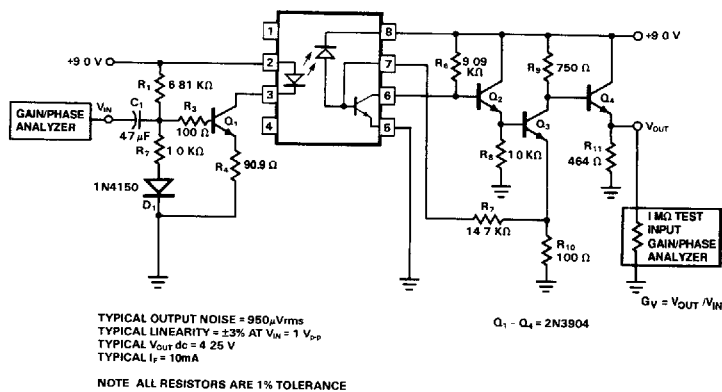 +9 0 V
R1 6 81 KΩ
GAIN/PHASE
ANALYZER
VIN
C1
47 µF
R3
100 Ω
Q1
R7
1 0 KΩ
R4
90.9 Ω
1N4150
D1
1
2
3
4
8
7
6
5
+9 0 V
R6
9 09
KΩ
R9
750 Ω
Q2
Q3
Q4
VOUT
R8
1 0 KΩ
R11
464 Ω
R7
14 7 KΩ
R10
100 Ω
1 MΩ TEST
INPUT
GAIN/PHASE
ANALYZER
GV = VOUT /VIN
TYPICAL OUTPUT NOISE = 950µVrms
TYPICAL LINEARITY = ±3% AT VIN = 1 Vp-p
TYPICAL VOUT dc = 4 25 V
TYPICAL IF = 10mA
Q1 - Q4 = 2N3904
NOTE ALL RESISTORS ARE 1% TOLERANCE